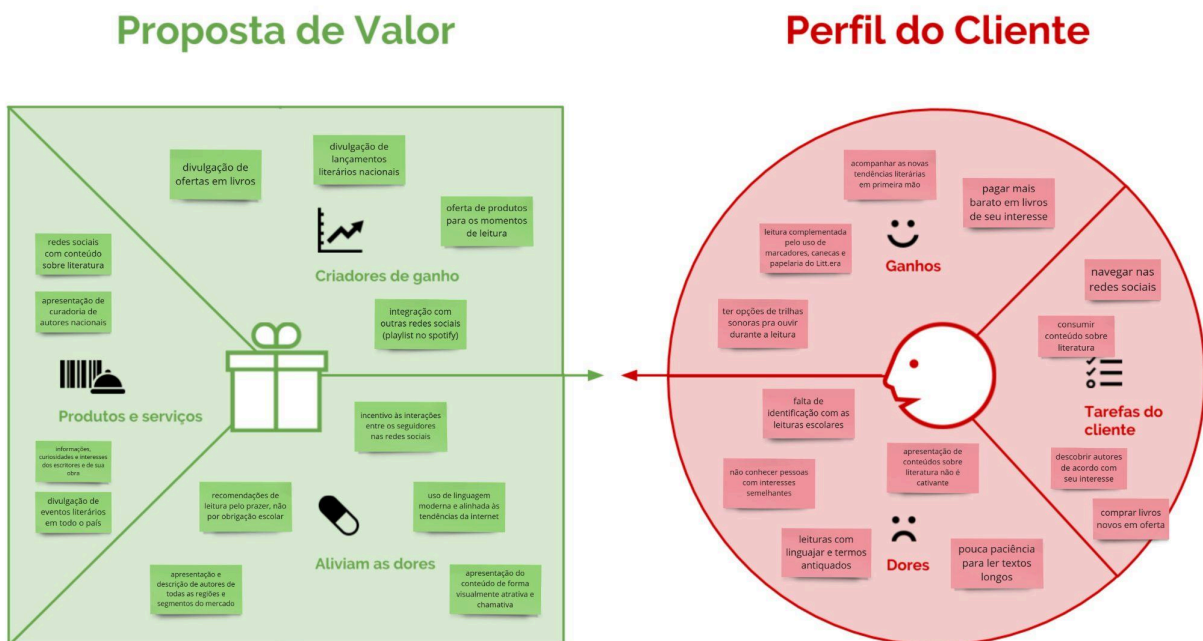 Proposta de Valor
divulgação de
ofertas em livros
divulgação de
lançamentos
literários nacionais
oferta de produtos
para os momentos
de leitura
Criadores de ganho
integração com
outras redes sociais
(playlist no spotify)
redes sociais
com conteúdo
sobre literatura
apresentação de
curadoria de
autores nacionais
Produtos e serviços
informações,
curiosidades e interesses
dos escritores e de sua
obra
divulgação de
eventos literários
em todo o país
incentivo às interações
entre os seguidores
nas redes sociais
recomendações de
leitura pelo prazer, não
por obrigação escolar
uso de linguagem
moderna e alinhada às
tendências da internet
Aliviam as dores
apresentação e
descrição de autores de
todas as regiões e
segmentos do mercado
apresentação do
conteúdo de forma
visualmente atrativa e
chamativa
Perfil do Cliente
acompanhar as novas
tendências literárias
em primeira mão
pagar mais
barato em livros
de seu interesse
leitura complementada
pelo uso de
marcadores, canecas e
papelaria do Litt.era
Ganhos
ter opções de trilhas
sonoras pra ouvir
durante a leitura
navegar nas
redes sociais
consumir
conteúdo sobre
literatura
Tarefas do
cliente
descobrir autores
de acordo com
seu interesse
comprar livros
novos em oferta
falta de
identificação com as
leituras escolares
apresentação de
conteúdos sobre
literatura não é
cativante
não conhecer pessoas
com interesses
semelhantes
leituras com
linguajar e termos
antiquados
Dores
pouca paciência
para ler textos
longos